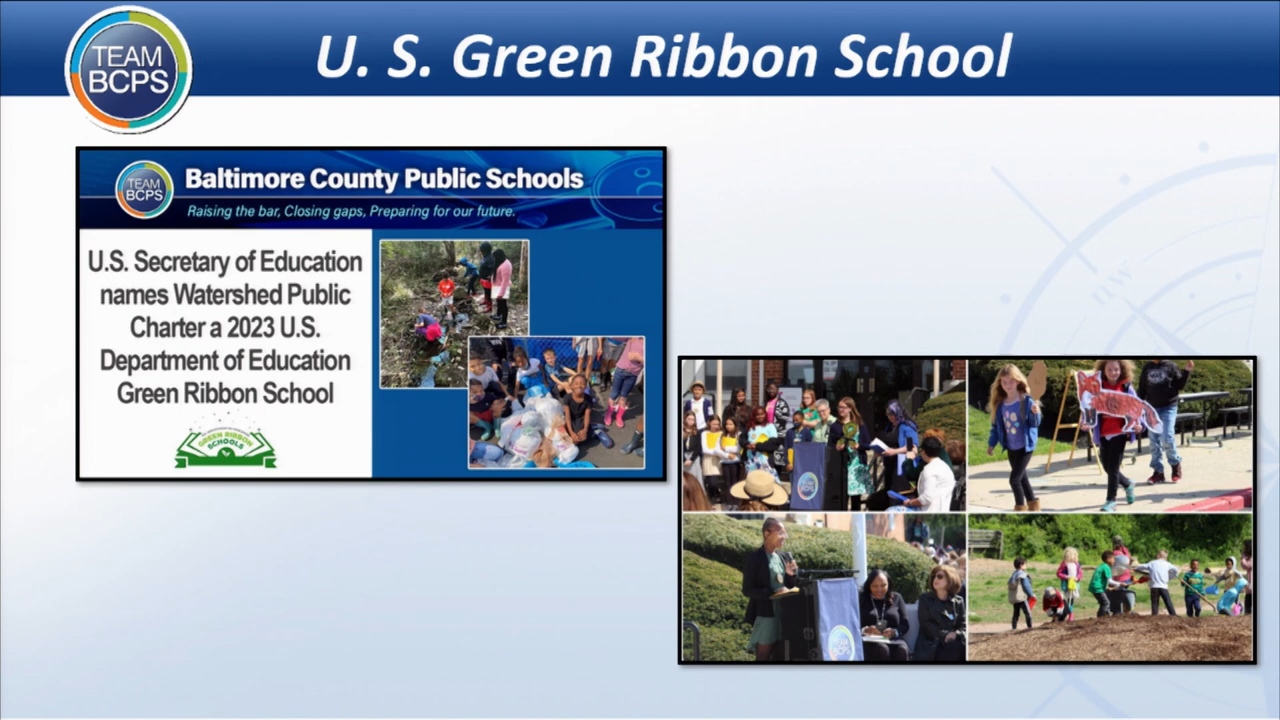 TEAM
BCPS
U. S. Green Ribbon School
TEAM
BCPS
Baltimore County Public Schools
Raising the bar, Closing gaps, Preparing for our future.
U.S. Secretary of Education
names Watershed Public
Charter a 2023 U.S.
Department of Education
Green Ribbon School
GREEN RIBBON
SCHOOLS
NW